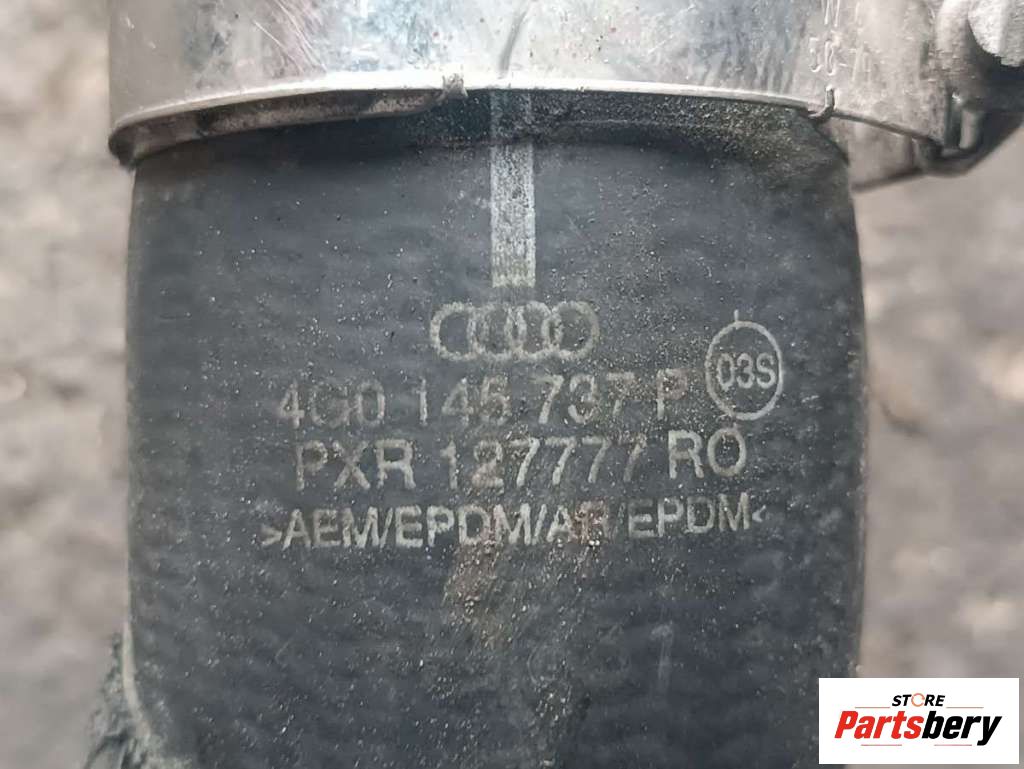 4G0 145 737 P 03S
PXR 127777 RO
>AEM/EPDM/AR/EPDM<
STORE
Partsbery